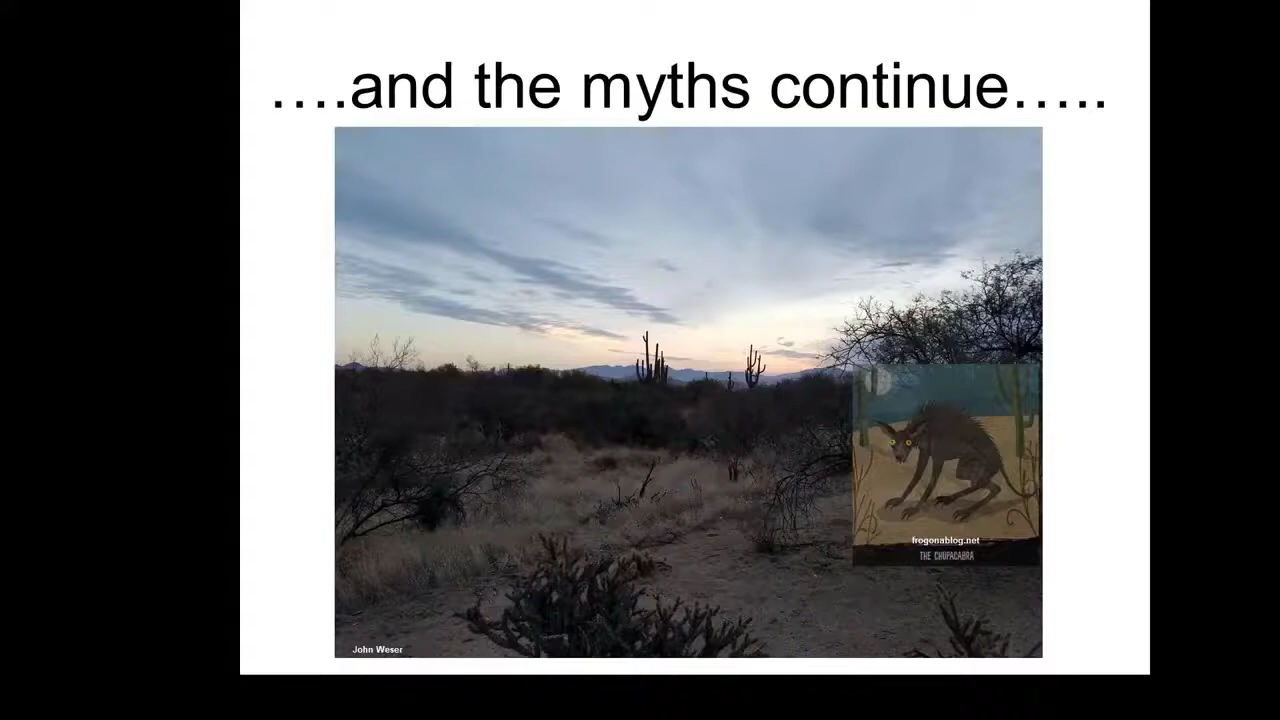 ….and the myths continue…..
frogonablog.net
THE CHUPACABRA
John Weser